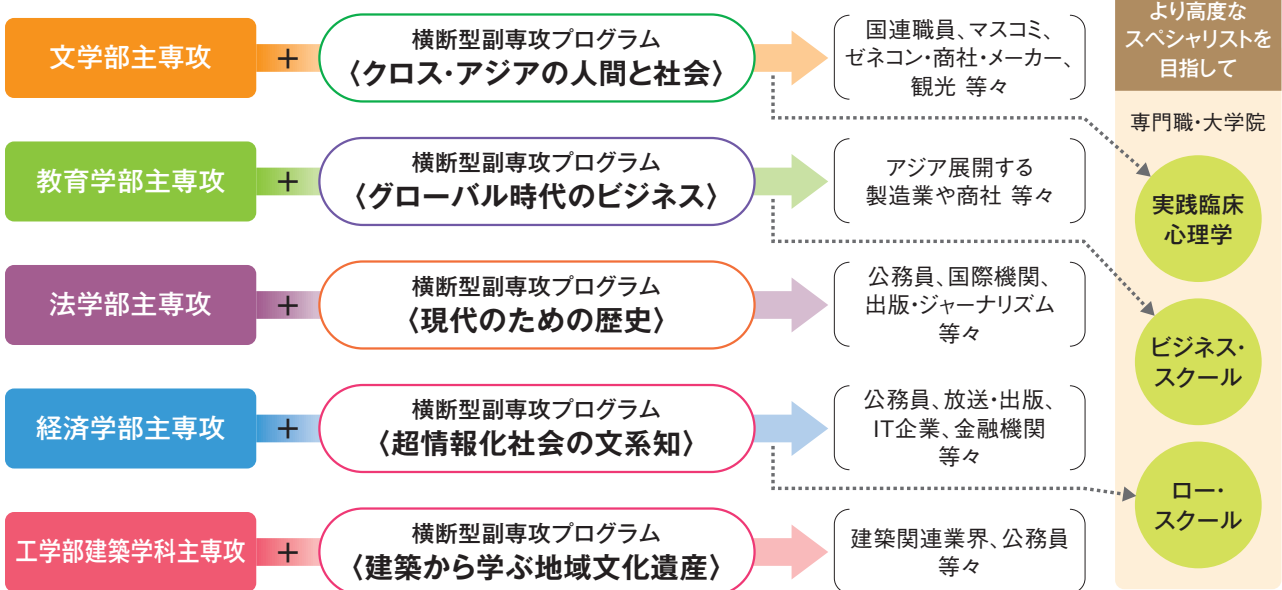 文学部主専攻
+
横断型副専攻プログラム
〈クロス・アジアの人間と社会〉
国連職員、マスコミ、
ゼネコン・商社・メーカー、
観光 等々
教育学部主専攻
+
横断型副専攻プログラム
〈グローバル時代のビジネス〉
アジア展開する
製造業や商社 等々
法学部主専攻
+
横断型副専攻プログラム
〈現代のための歴史〉
公務員、国際機関、
出版・ジャーナリズム
等々
経済学部主専攻
+
横断型副専攻プログラム
〈超情報化社会の文系知〉
公務員、放送・出版、
IT企業、金融機関
等々
工学部建築学科主専攻
+
横断型副専攻プログラム
〈建築から学ぶ地域文化遺産〉
建築関連業界、公務員
等々
より高度な
スペシャリストを
目指して
専門職・大学院
実践臨床
心理学
ビジネス・
スクール
ロー・
スクール